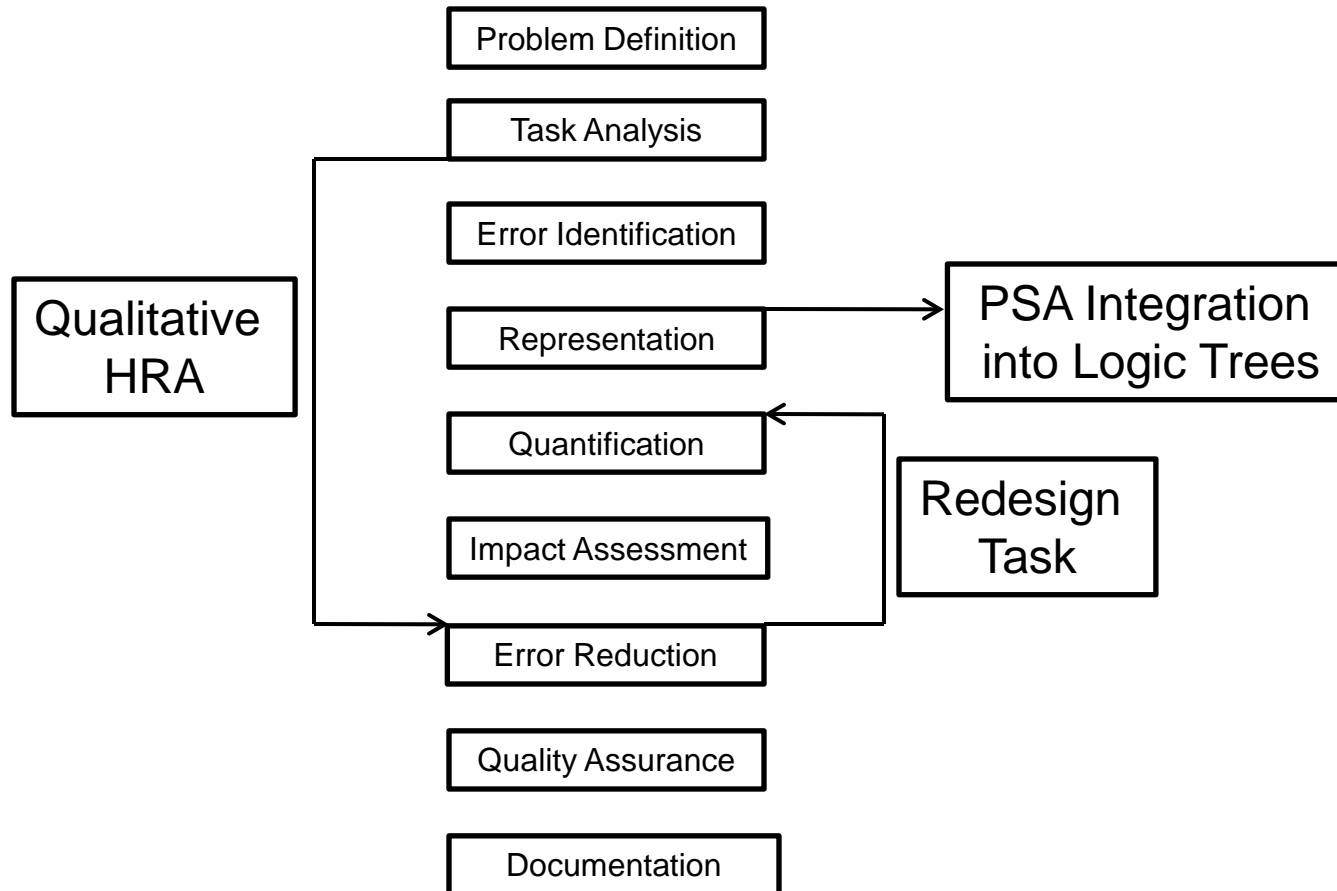 Problem Definition
Task Analysis
Error Identification
Qualitative
HRA
Representation
PSA Integration
into Logic Trees
Quantification
Redesign
Task
Impact Assessment
Error Reduction
Quality Assurance
Documentation